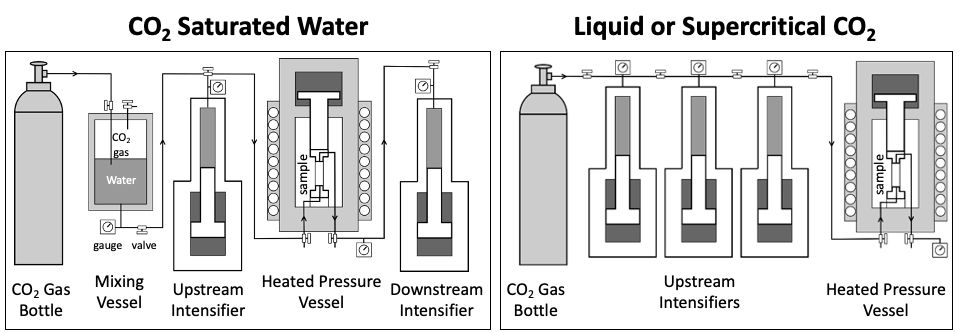 CO₂ Saturated Water
CO₂
gas
Water
gauge valve
sample
CO₂ Gas
Bottle
Mixing
Vessel
Upstream
Intensifier
Heated Pressure
Vessel
Downstream
Intensifier
Liquid or Supercritical CO₂
sample
CO₂ Gas
Bottle
Upstream
Intensifiers
Heated Pressure
Vessel